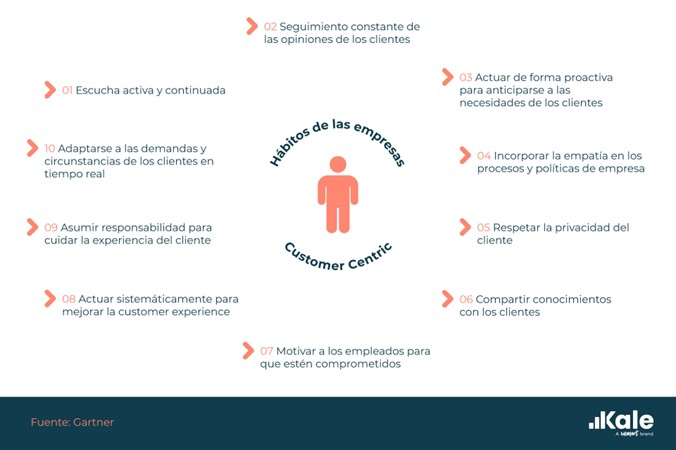 Hábitos de las empresas
Customer Centric
01 Escucha activa y continuada
02 Seguimiento constante de
las opiniones de los clientes
03 Actuar de forma proactiva
para anticiparse a las
necesidades de los clientes
04 Incorporar la empatía en los
procesos y políticas de empresa
05 Respetar la privacidad del
cliente
06 Compartir conocimientos
con los clientes
07 Motivar a los empleados para
que estén comprometidos
08 Actuar sistemáticamente para
mejorar la customer experience
09 Asumir responsabilidad para
cuidar la experiencia del cliente
10 Adaptarse a las demandas y
circunstancias de los clientes en
tiempo real
Fuente: Gartner
Kale
A brand